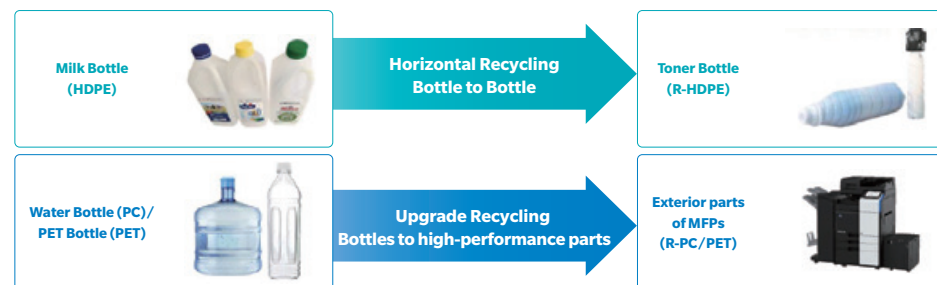 Milk Bottle
(HDPE)
Horizontal Recycling
Bottle to Bottle
Toner Bottle
(R-HDPE)
Water Bottle (PC)/
PET Bottle (PET)
Upgrade Recycling
Bottles to high-performance parts
Exterior parts
of MFPs
(R-PC/PET)